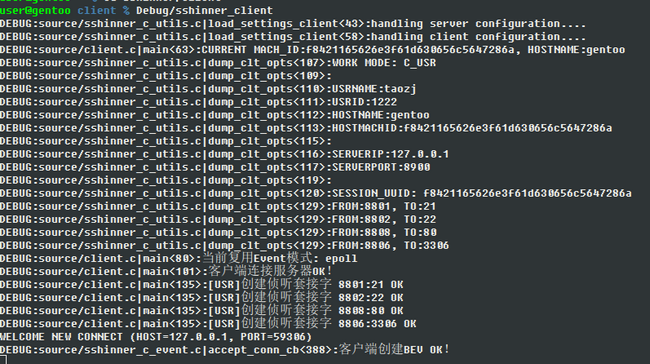 user@gentoo client % Debug/sshinner_client
DEBUG:source/sshinner_c_utils.c|load_settings_client<43>:handling server configuration....
DEBUG:source/sshinner_c_utils.c|load_settings_client<58>:handling client configuration....
DEBUG:source/client.c|main<63>:CURRENT MACH_ID:f8421165626e3f61d630656c5647286a, HOSTNAME:gentoo
DEBUG:source/sshinner_c_utils.c|dump_clt_opts<107>:WORK MODE: C_USR
DEBUG:source/sshinner_c_utils.c|dump_clt_opts<109>:
DEBUG:source/sshinner_c_utils.c|dump_clt_opts<110>:USRNAME:taozj
DEBUG:source/sshinner_c_utils.c|dump_clt_opts<111>:USRID:1222
DEBUG:source/sshinner_c_utils.c|dump_clt_opts<112>:HOSTNAME:gentoo
DEBUG:source/sshinner_c_utils.c|dump_clt_opts<113>:HOSTMACHID:f8421165626e3f61d630656c5647286a
DEBUG:source/sshinner_c_utils.c|dump_clt_opts<115>:
DEBUG:source/sshinner_c_utils.c|dump_clt_opts<116>:SERVERIP:127.0.0.1
DEBUG:source/sshinner_c_utils.c|dump_clt_opts<117>:SERVERPORT:8900
DEBUG:source/sshinner_c_utils.c|dump_clt_opts<119>:
DEBUG:source/sshinner_c_utils.c|dump_clt_opts<120>:SESSION_UUID: f8421165626e3f61d630656c5647286a
DEBUG:source/sshinner_c_utils.c|dump_clt_opts<129>:FROM:8801, TO:21
DEBUG:source/sshinner_c_utils.c|dump_clt_opts<129>:FROM:8802, TO:22
DEBUG:source/sshinner_c_utils.c|dump_clt_opts<129>:FROM:8808, TO:80
DEBUG:source/sshinner_c_utils.c|dump_clt_opts<129>:FROM:8806, TO:3306
DEBUG:source/client.c|main<80>:当前复用Event模式: epoll
DEBUG:source/client.c|main<101>:客户端连接服务器OK!
DEBUG:source/client.c|main<135>:[USR]创建侦听套接字 8801:21 OK
DEBUG:source/client.c|main<135>:[USR]创建侦听套接字 8802:22 OK
DEBUG:source/client.c|main<135>:[USR]创建侦听套接字 8808:80 OK
DEBUG:source/client.c|main<135>:[USR]创建侦听套接字 8806:3306 OK
WELCOME NEW CONNECT (HOST=127.0.0.1, PORT=59306)
DEBUG:source/sshinner_c_event.c|accept_conn_cb<388>:客户端创建BEV OK!